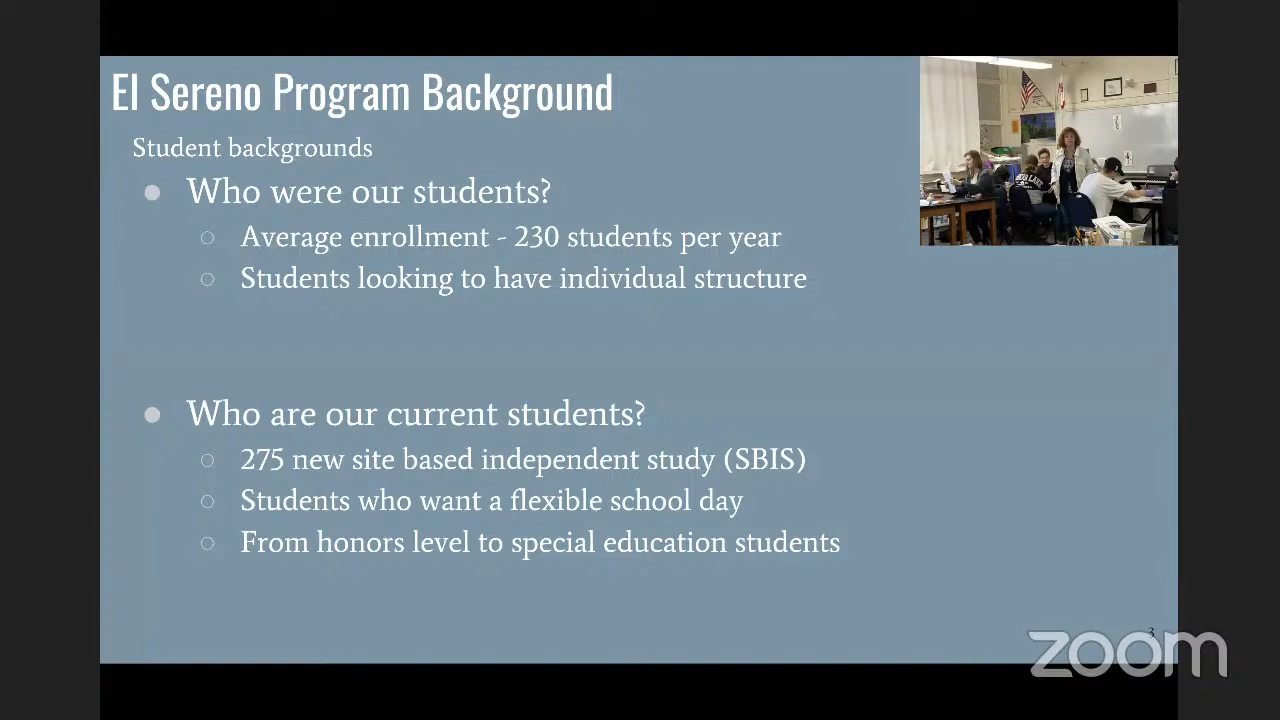 El Sereno Program Background
Student backgrounds
Who were our students?
Average enrollment - 230 students per year
Students looking to have individual structure
Who are our current students?
275 new site based independent study (SBIS)
Students who want a flexible school day
From honors level to special education students
3
zoom